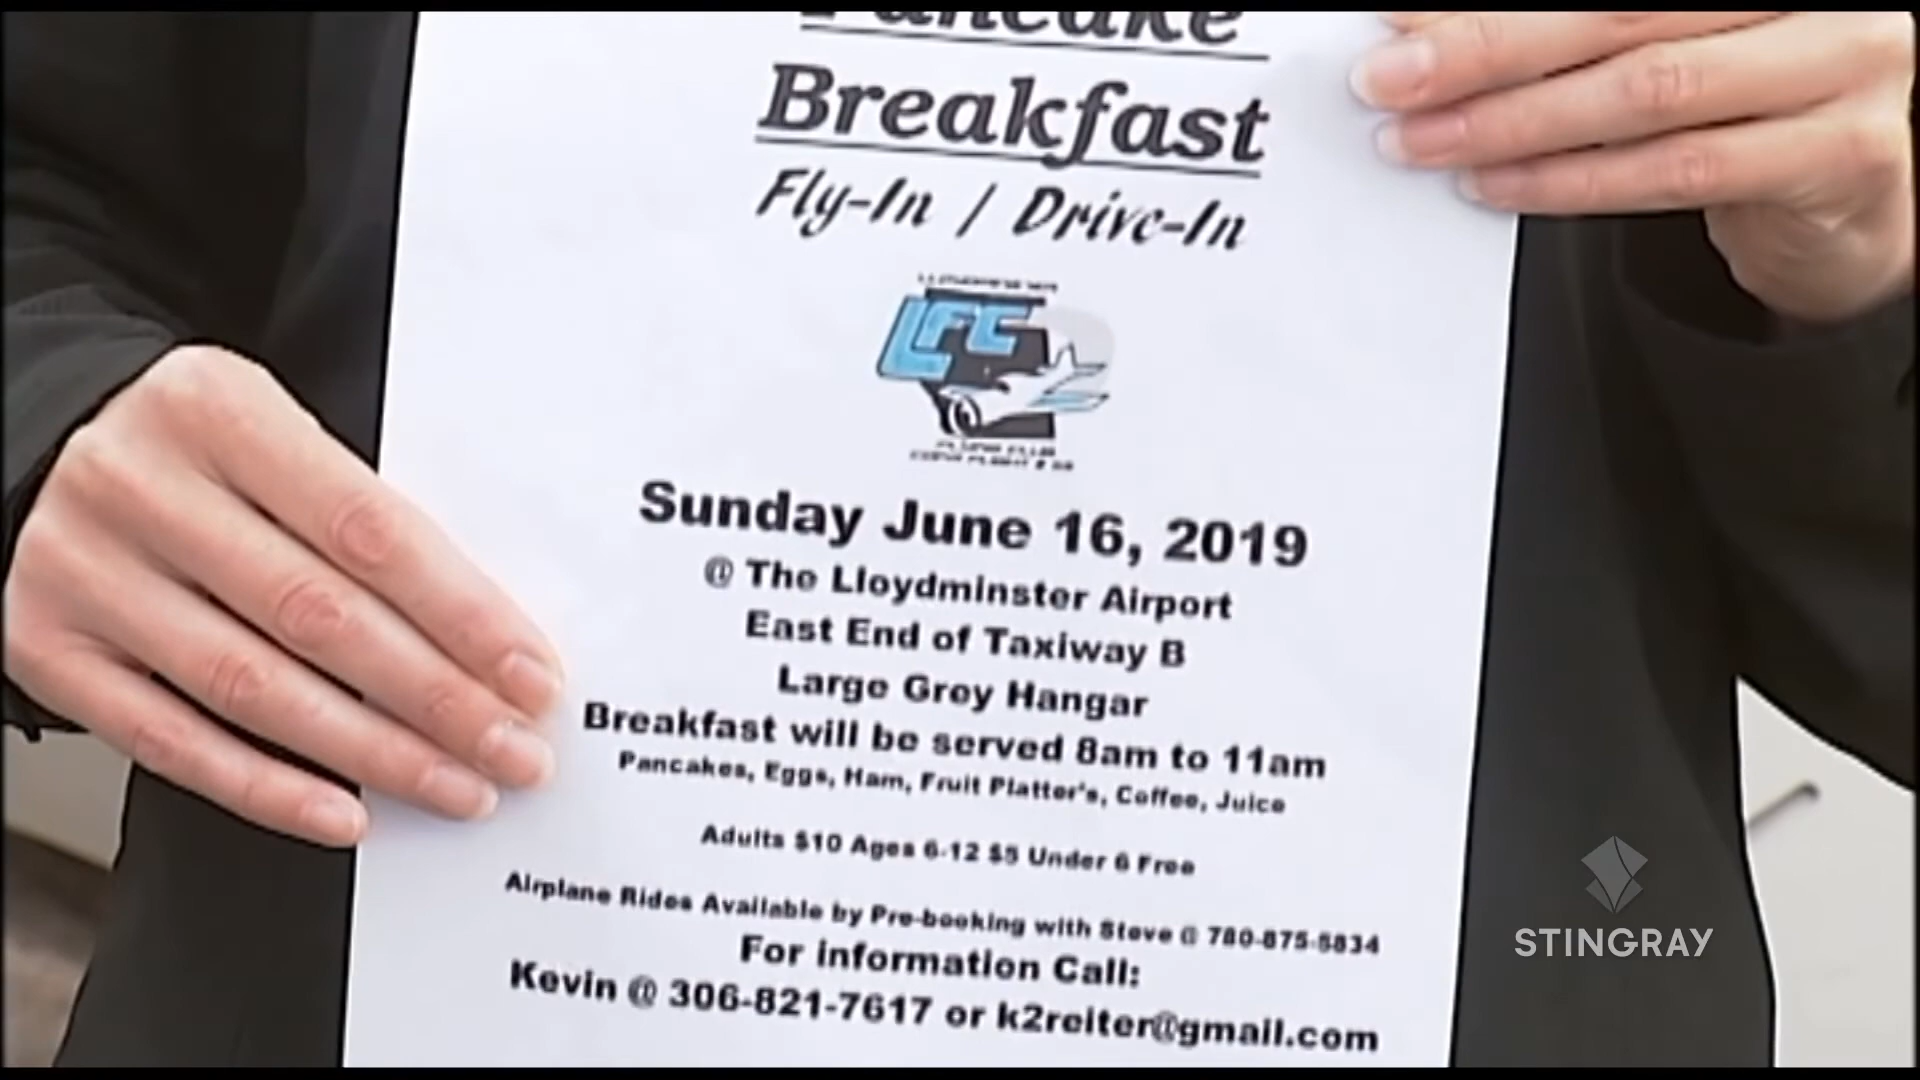 Pancake
Breakfast
Fly-In / Drive-In
LFC
Sunday June 16, 2019
@ The Lloydminster Airport
East End of Taxiway B
Large Grey Hangar
Breakfast will be served 8am to 11am
Pancakes, Eggs, Ham, Fruit Platter's, Coffee, Juice
Adults $10 Ages 6-12 $5 Under 6 Free
Airplane Rides Available by Pre-booking with Steve @ 780-875-5834
For information Call:
Kevin @ 306-821-7617 or k2reiter@gmail.com
STINGRAY